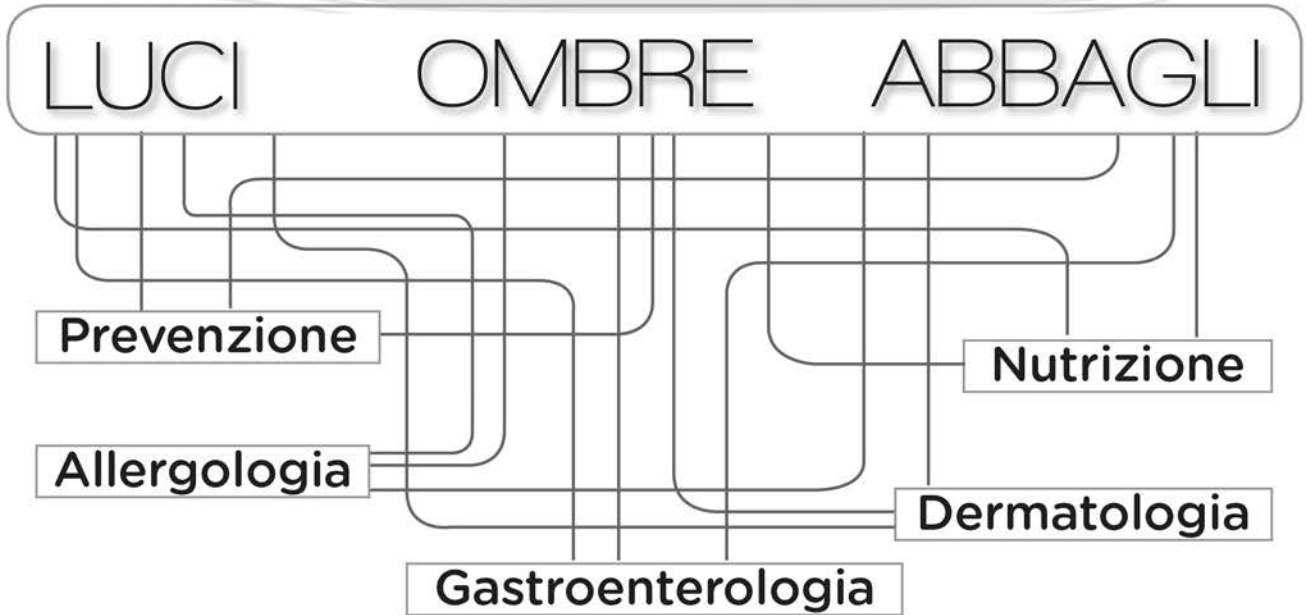 LUCI OMBRE ABBAGLI
Prevenzione
Nutrizione
Allergologia
Dermatologia
Gastroenterologia